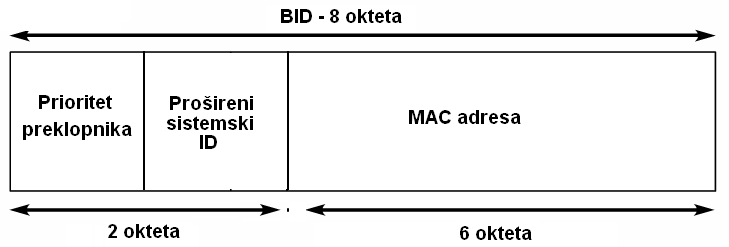 BID - 8 okteta
Prioritet
preklopnika
Prošireni
sistemski
ID
MAC adresa
2 okteta
6 okteta